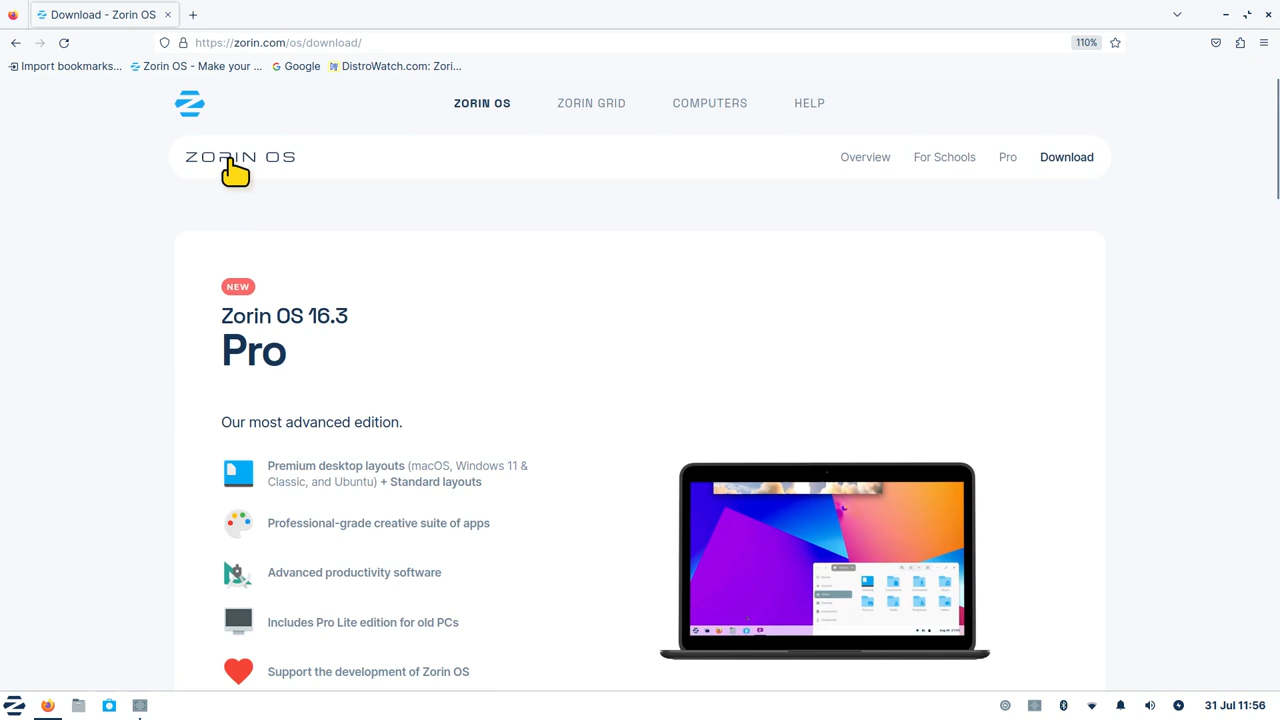 Download - Zorin OS
https://zorin.com/os/download/
110%
Import bookmarks...
Zorin OS - Make your ...
Google
DistroWatch.com: Zori...
ZORIN OS
ZORIN GRID
COMPUTERS
HELP
ZORIN OS
Overview
For Schools
Pro
Download
NEW
Zorin OS 16.3
Pro
Our most advanced edition.
Premium desktop layouts (macOS, Windows 11 &
Classic, and Ubuntu) + Standard layouts
Professional-grade creative suite of apps
Advanced productivity software
Includes Pro Lite edition for old PCs
Support the development of Zorin OS
31 Jul 11:56